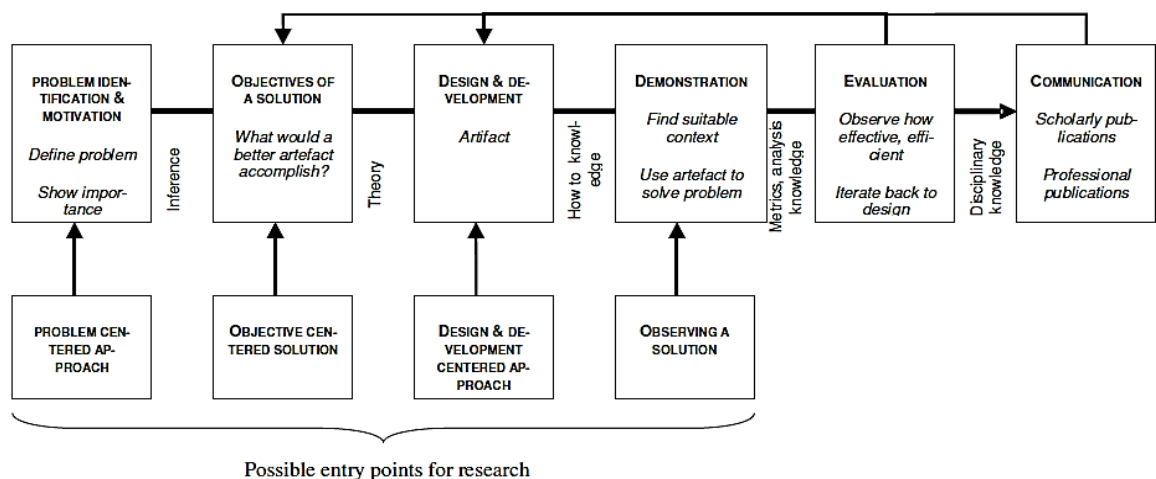 PROBLEM IDEN-
TIFICATION &
MOTIVATION
Define problem
Show impor-
tance
Inference
OBJECTIVES OF
A SOLUTION
What would a
better artefact
accomplish?
Theory
DESIGN & DE-
VELOPMENT
Artifact
How to knowl-
edge
DEMONSTRATION
Find suitable
context
Use artefact to
solve problem
Metrics, analysis
knowledge
EVALUATION
Observe how
effective, effi-
cient
Iterate back to
design
Disciplinary
knowledge
COMMUNICATION
Scholarly pub-
lications
Professional
publications
PROBLEM CEN-
TERED AP-
PROACH
OBJECTIVE CEN-
TERED SOLUTION
DESIGN & DE-
VELOPMENT
CENTERED AP-
PROACH
OBSERVING A
SOLUTION
Possible entry points for research